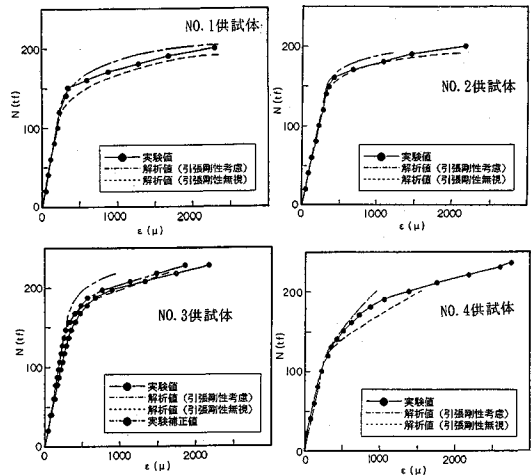 NO.1供試体
N (tf)
200
100
0
0
1000
2000
ε (μ)
実験値
解析値 (引張剛性考慮)
解析値 (引張剛性無視)
NO.2供試体
N (tf)
200
100
0
0
1000
2000
ε (μ)
実験値
解析値 (引張剛性考慮)
解析値 (引張剛性無視)
NO.3供試体
N (tf)
200
100
0
0
1000
2000
ε (μ)
実験値
解析値 (引張剛性考慮)
解析値 (引張剛性無視)
実験補正値
NO.4供試体
N (tf)
200
100
0
0
1000
2000
ε (μ)
実験値
解析値 (引張剛性考慮)
解析値 (引張剛性無視)